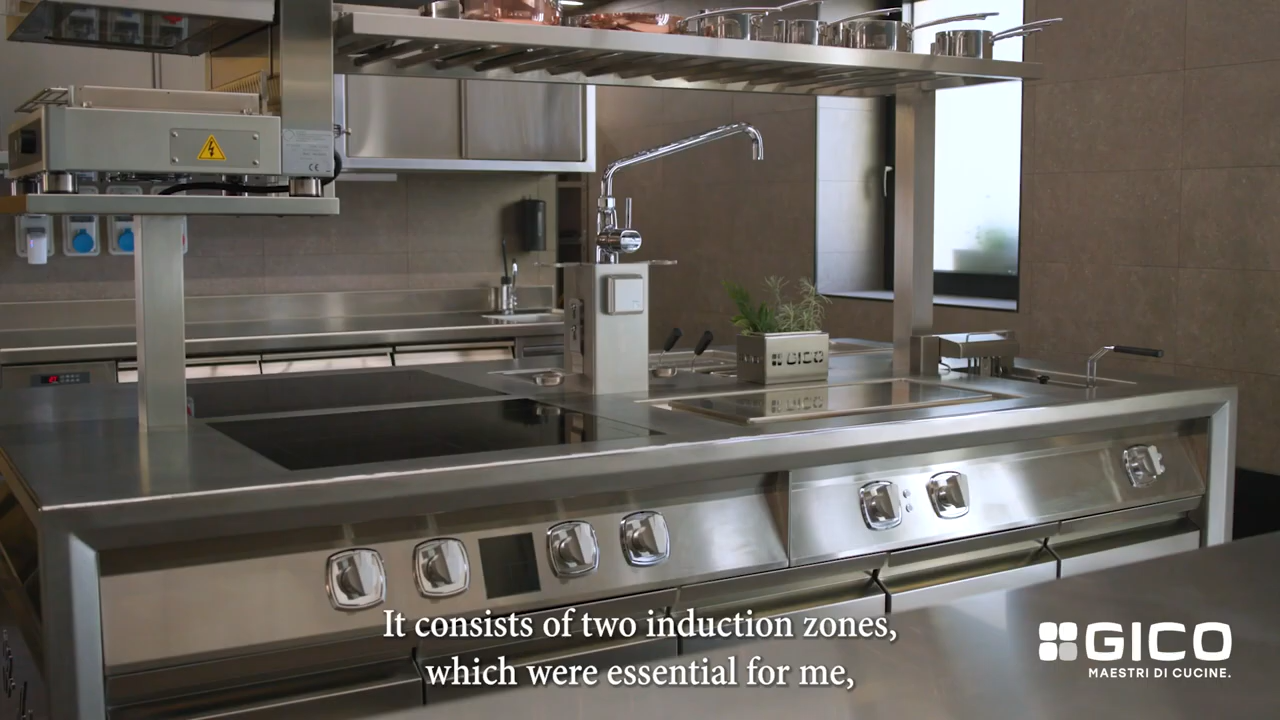 GICO
It consists of two induction zones,
which were essential for me,
GICO
MAESTRI DI CUCINE.